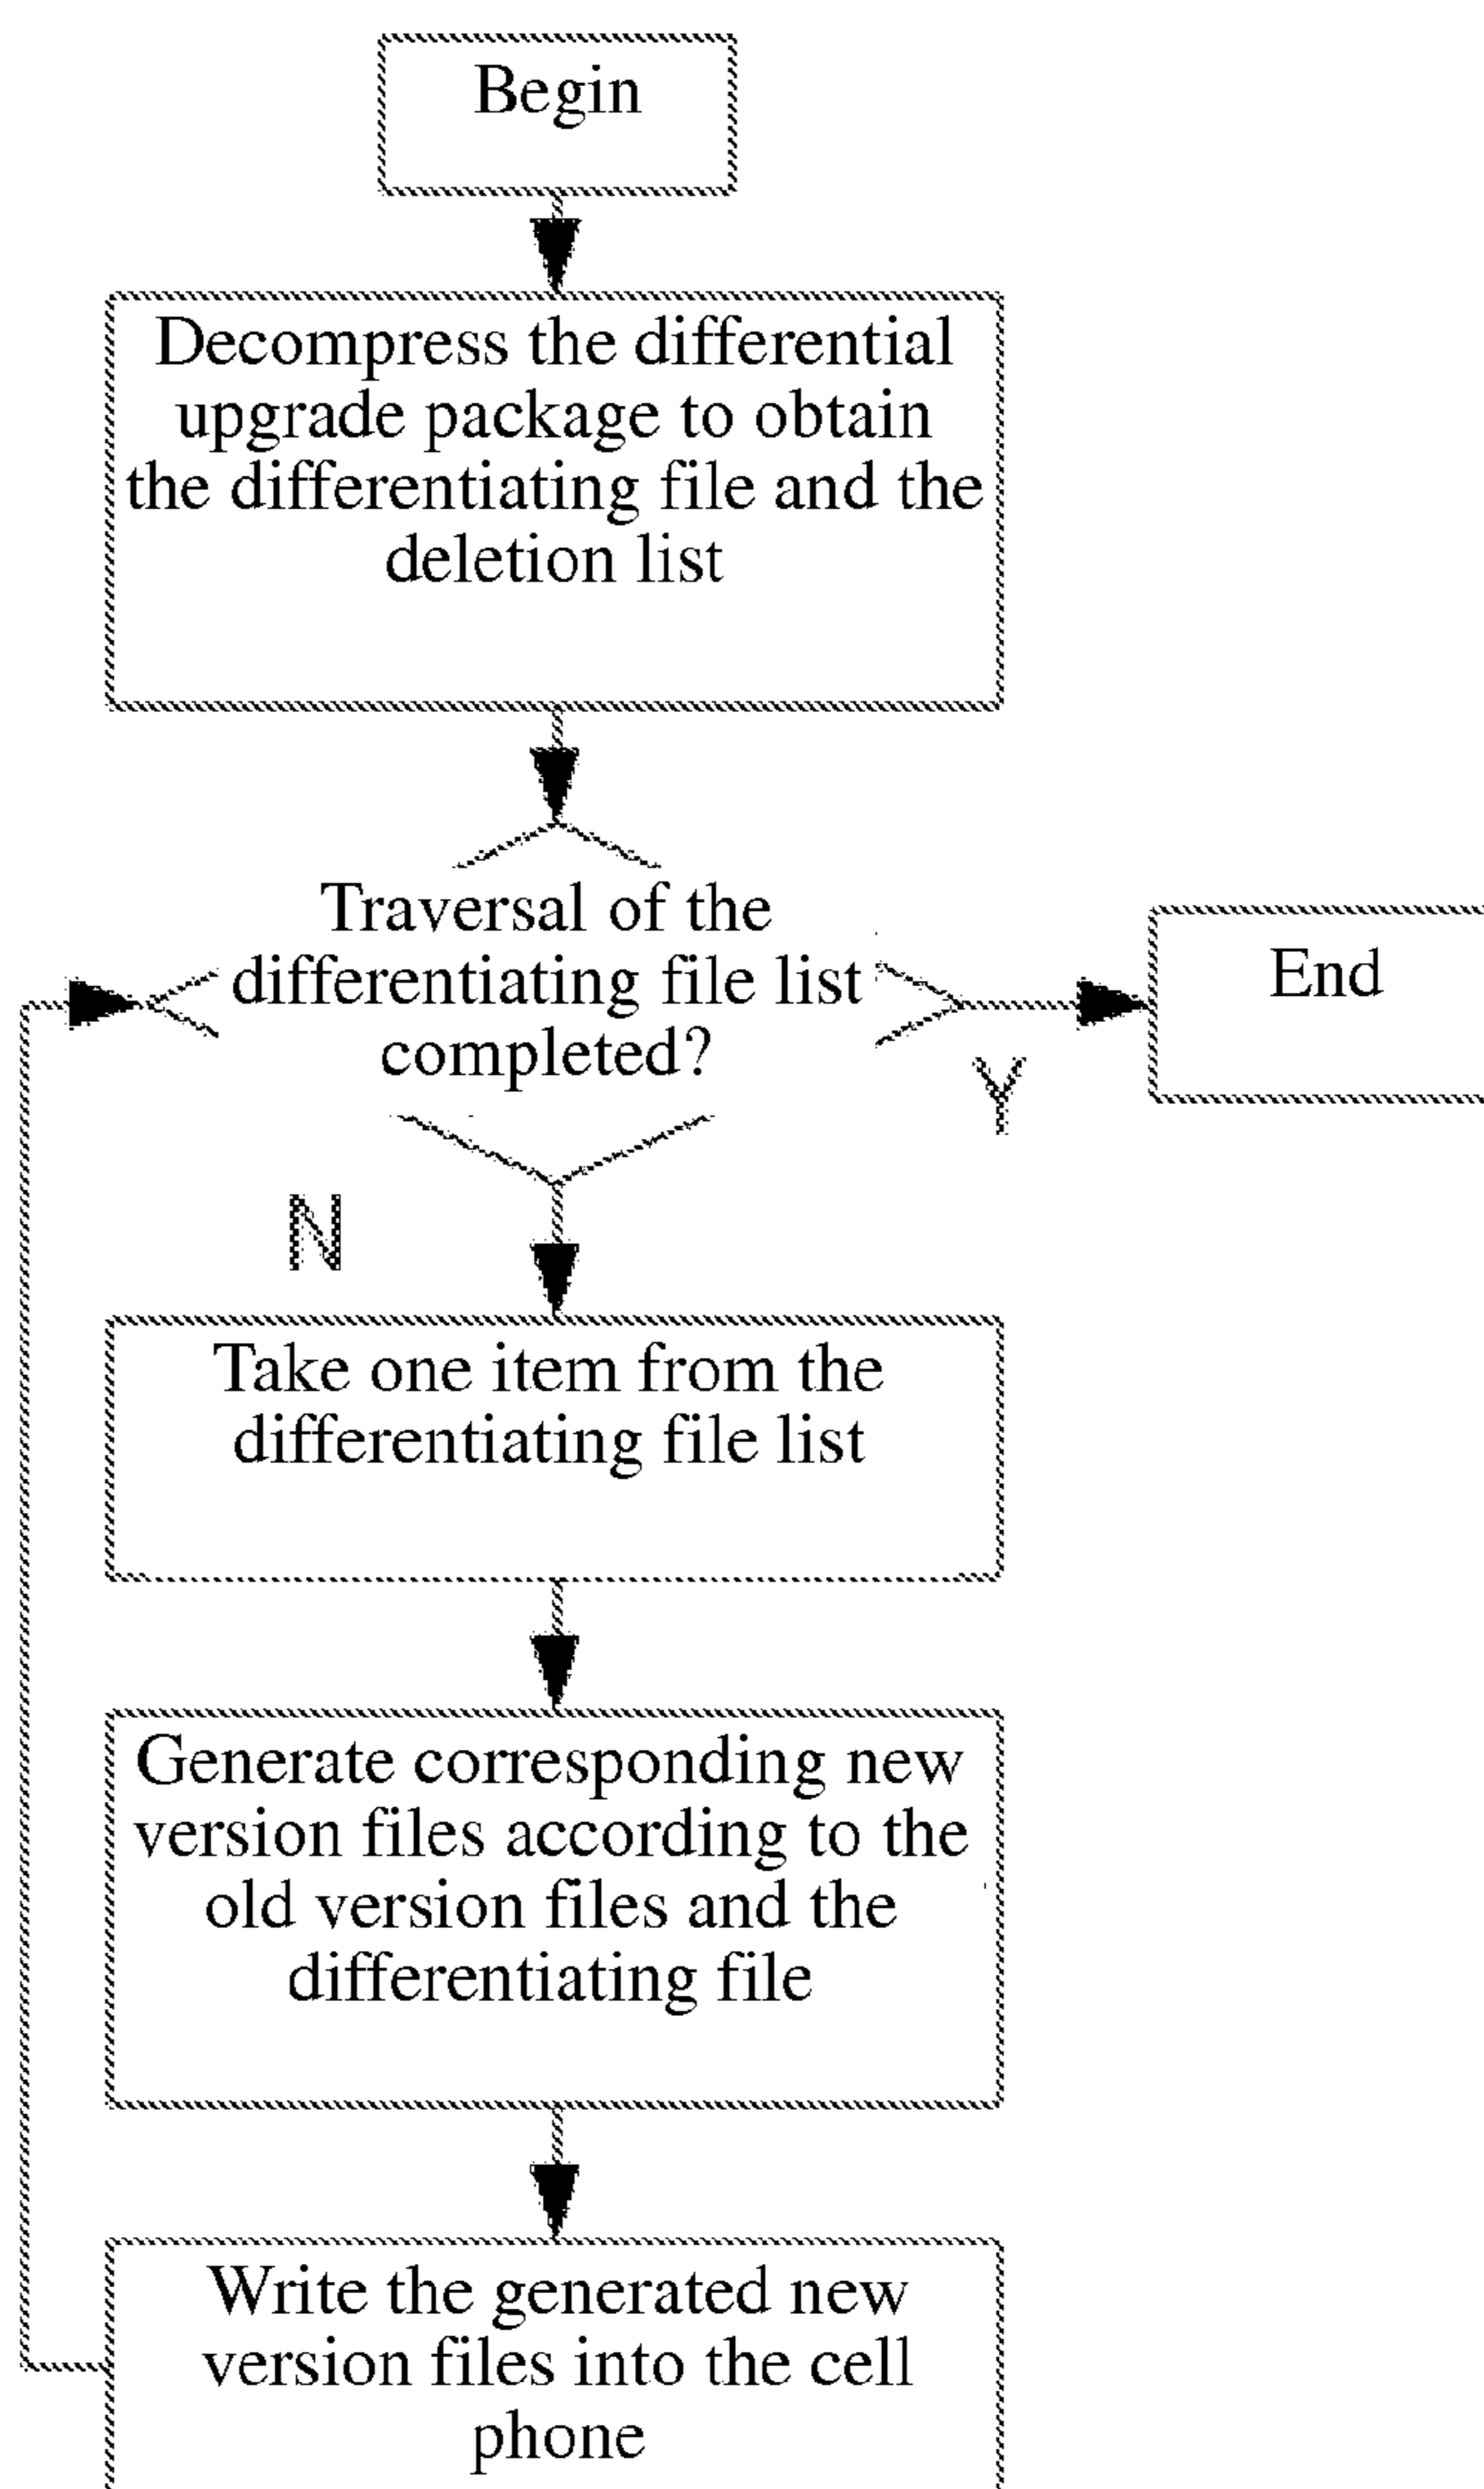 Begin
Decompress the differential
upgrade package to obtain
the differentiating file and the
deletion list
Traversal of the
differentiating file list
completed?
End
Y
N
Take one item from the
differentiating file list
Generate corresponding new
version files according to the
old version files and the
differentiating file
Write the generated new
version files into the cell
phone